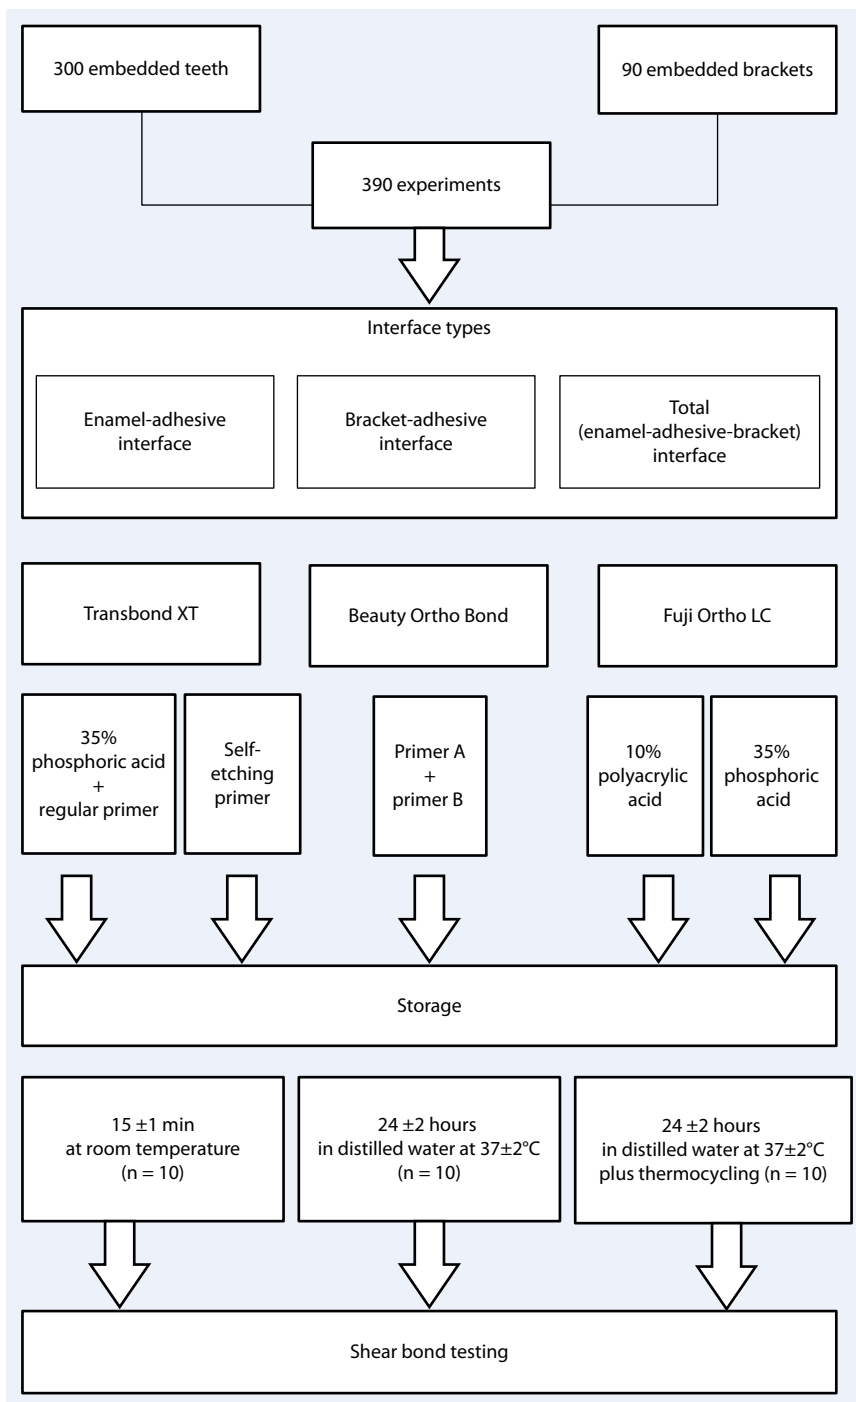 300 embedded teeth
90 embedded brackets
390 experiments
Interface types
Enamel-adhesive
interface
Bracket-adhesive
interface
Total
(enamel-adhesive-bracket)
interface
Transbond XT
Beauty Ortho Bond
Fuji Ortho LC
35%
phosphoric acid
+
regular primer
Self-
etching
primer
Primer A
+
primer B
10%
polyacrylic
acid
35%
phosphoric
acid
Storage
15 ±1 min
at room temperature
(n = 10)
24 ±2 hours
in distilled water at 37±2°C
(n = 10)
24 ±2 hours
in distilled water at 37±2°C
plus thermocycling (n = 10)
Shear bond testing